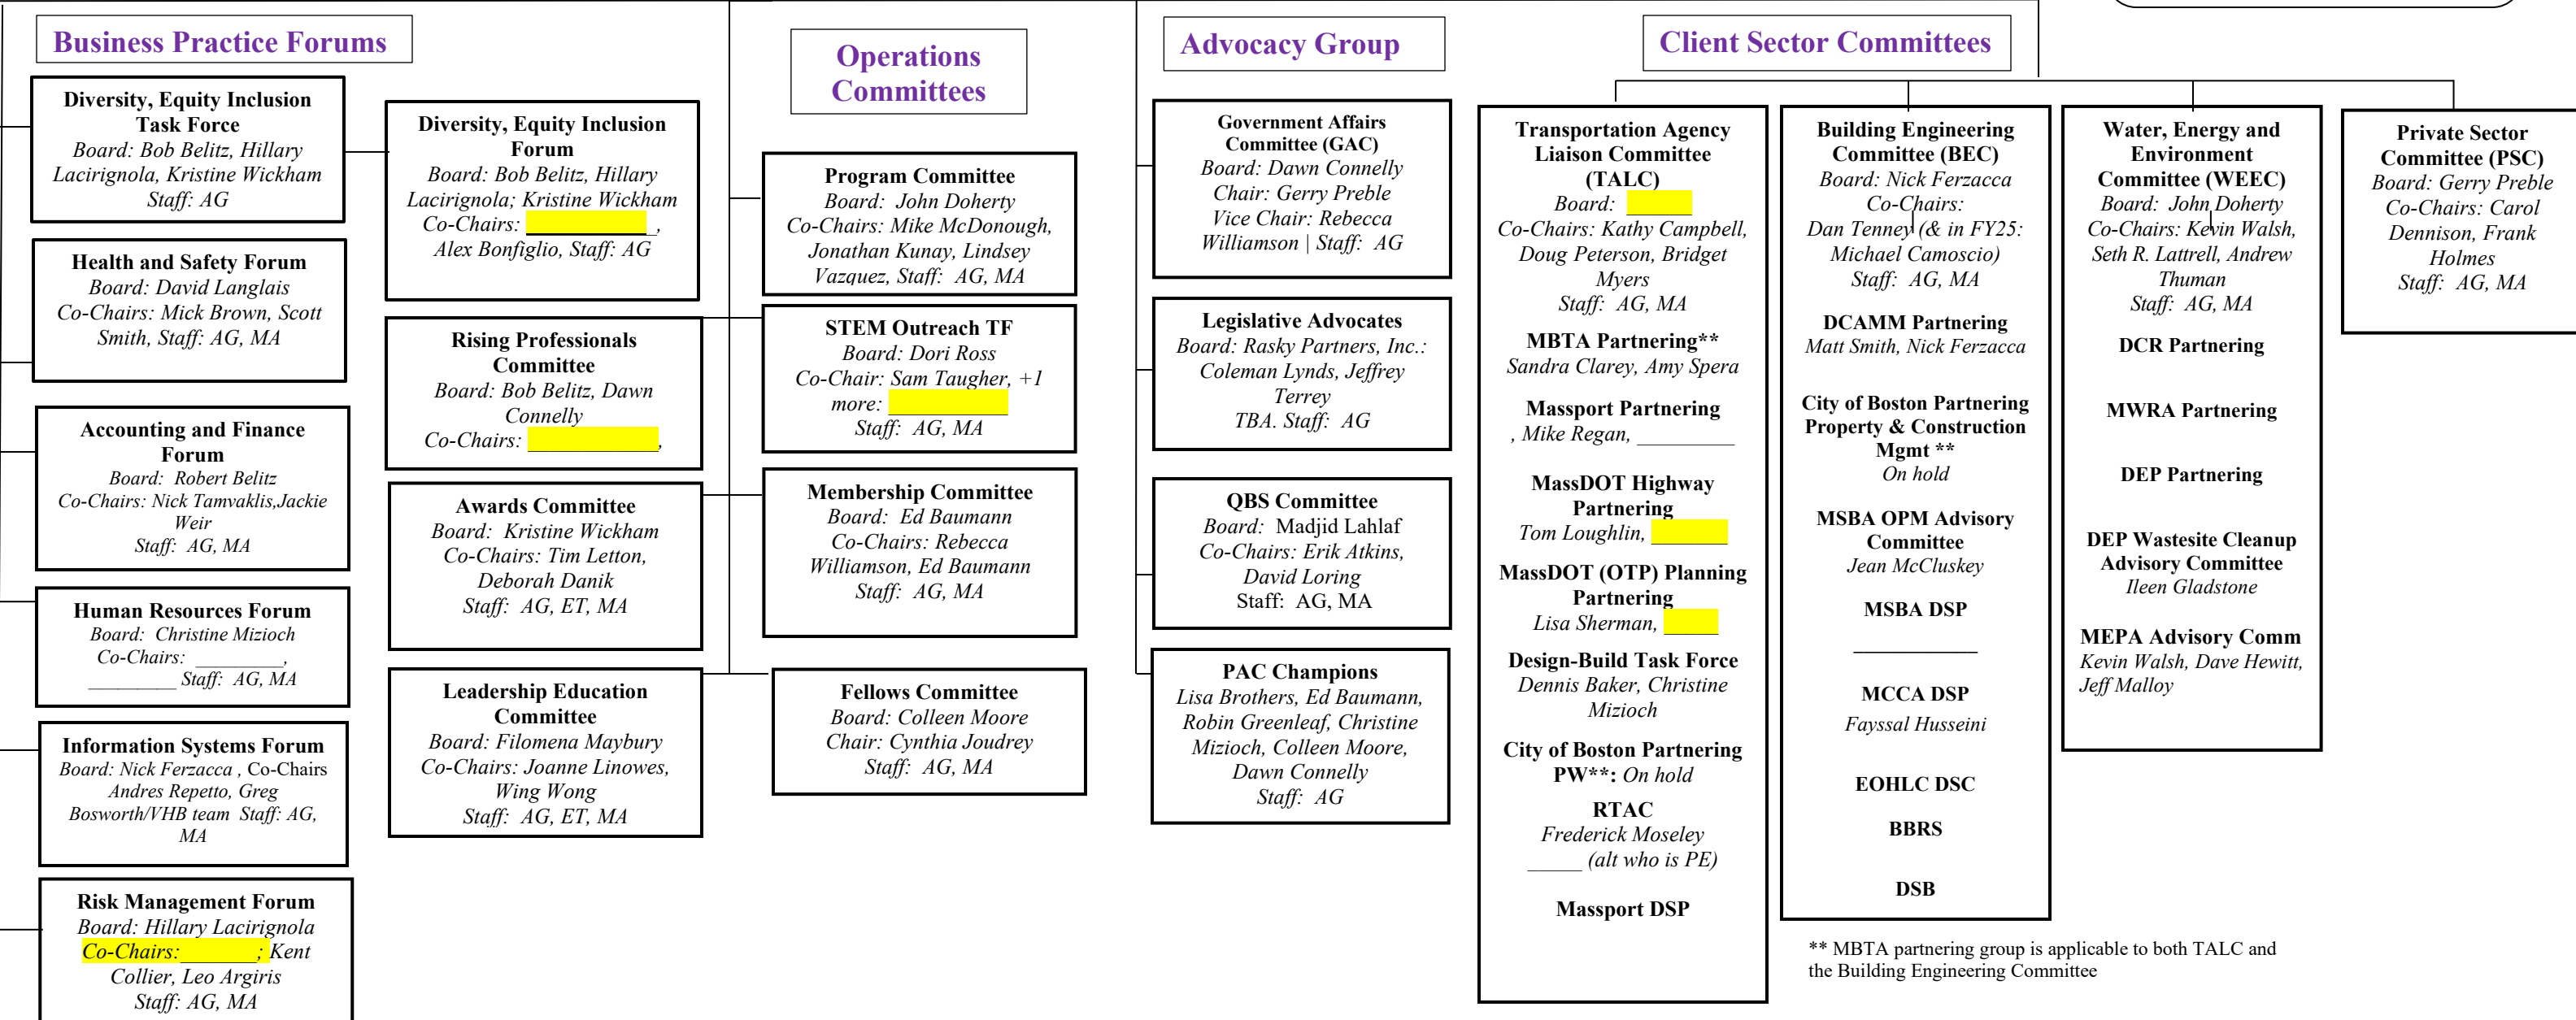 Business Practice Forums
Diversity, Equity Inclusion
Task Force
Board: Bob Belitz, Hillary
Lacirignola, Kristine Wickham
Staff: AG
Health and Safety Forum
Board: David Langlais
Co-Chairs: Mick Brown, Scott
Smith, Staff: AG, MA
Accounting and Finance
Forum
Board: Robert Belitz
Co-Chairs: Nick Tamvaklis,Jackie
Weir
Staff: AG, MA
Human Resources Forum
Board: Christine Mizioch
Co-Chairs: _________,
_________ Staff: AG, MA
Information Systems Forum
Board: Nick Ferzacca , Co-Chairs
Andres Repetto, Greg
Bosworth/VHB team Staff: AG,
MA
Risk Management Forum
Board: Hillary Lacirignola
Co-Chairs:_______; Kent
Collier, Leo Argiris
Staff: AG, MA
Diversity, Equity Inclusion
Forum
Board: Bob Belitz, Hillary
Lacirignola; Kristine Wickham
Co-Chairs: ____________,
Alex Bonfiglio, Staff: AG
Rising Professionals
Committee
Board: Bob Belitz, Dawn
Connelly
Co-Chairs: ____________,
Awards Committee
Board: Kristine Wickham
Co-Chairs: Tim Letton,
Deborah Danik
Staff: AG, ET, MA
Leadership Education
Committee
Board: Filomena Maybury
Co-Chairs: Joanne Linowes,
Wing Wong
Staff: AG, ET, MA
Operations
Committees
Program Committee
Board: John Doherty
Co-Chairs: Mike McDonough,
Jonathan Kunay, Lindsey
Vazquez, Staff: AG, MA
STEM Outreach TF
Board: Dori Ross
Co-Chair: Sam Taugher, +1
more: ___________
Staff: AG, MA
Membership Committee
Board: Ed Baumann
Co-Chairs: Rebecca
Williamson, Ed Baumann
Staff: AG, MA
Fellows Committee
Board: Colleen Moore
Chair: Cynthia Joudrey
Staff: AG, MA
Advocacy Group
Government Affairs
Committee (GAC)
Board: Dawn Connelly
Chair: Gerry Preble
Vice Chair: Rebecca
Williamson | Staff: AG
Legislative Advocates
Board: Rasky Partners, Inc.:
Coleman Lynds, Jeffrey
Terrey
TBA. Staff: AG
QBS Committee
Board: Madjid Lahlaf
Co-Chairs: Erik Atkins,
David Loring
Staff: AG, MA
PAC Champions
Lisa Brothers, Ed Baumann,
Robin Greenleaf, Christine
Mizioch, Colleen Moore,
Dawn Connelly
Staff: AG
Client Sector Committees
Transportation Agency
Liaison Committee
(TALC)
Board: ______
Co-Chairs: Kathy Campbell,
Doug Peterson, Bridget
Myers
Staff: AG, MA
MBTA Partnering**
Sandra Clarey, Amy Spera
Massport Partnering
, Mike Regan, _________
MassDOT Highway
Partnering
Tom Loughlin, _______
MassDOT (OTP) Planning
Partnering
Lisa Sherman, _____
Design-Build Task Force
Dennis Baker, Christine
Mizioch
City of Boston Partnering
PW**: On hold
RTAC
Frederick Moseley
_____ (alt who is PE)
Massport DSP
Building Engineering
Committee (BEC)
Board: Nick Ferzacca
Co-Chairs:
Dan Tenney (& in FY25:
Michael Camoscio)
Staff: AG, MA
DCAMM Partnering
Matt Smith, Nick Ferzacca
City of Boston Partnering
Property & Construction
Mgmt **
On hold
MSBA OPM Advisory
Committee
Jean McCluskey
MSBA DSP
___________
MCCA DSP
Fayssal Husseini
EOHLC DSC
BBRS
DSB
Water, Energy and
Environment
Committee (WEEC)
Board: John Doherty
Co-Chairs: Kevin Walsh,
Seth R. Lattrell, Andrew
Thuman
Staff: AG, MA
DCR Partnering
MWRA Partnering
DEP Partnering
DEP Wastesite Cleanup
Advisory Committee
Ileen Gladstone
MEPA Advisory Comm
Kevin Walsh, Dave Hewitt,
Jeff Malloy
Private Sector
Committee (PSC)
Board: Gerry Preble
Co-Chairs: Carol
Dennison, Frank
Holmes
Staff: AG, MA
** MBTA partnering group is applicable to both TALC and
the Building Engineering Committee